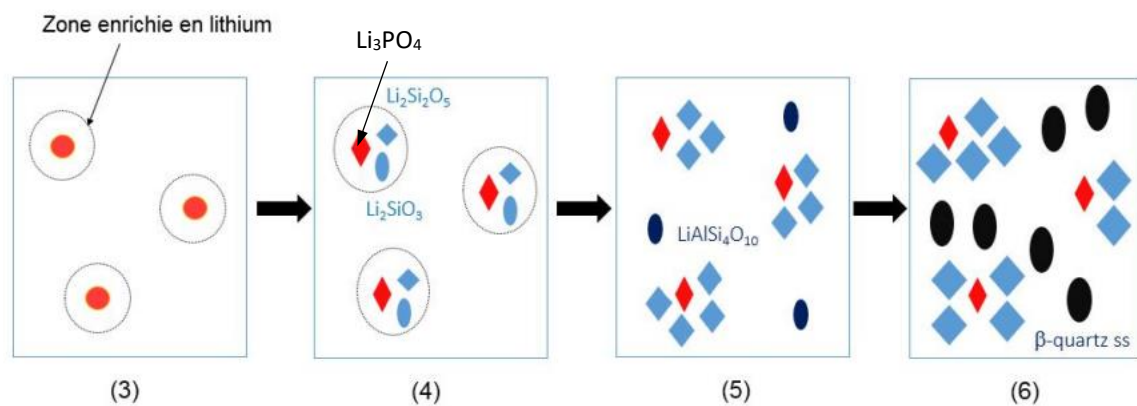 Zone enrichie en lithium
Li₃PO₄
Li₂Si₂O₅
Li₂SiO₃
LiAlSi₄O₁₀
β-quartz ss
(3)
(4)
(5)
(6)